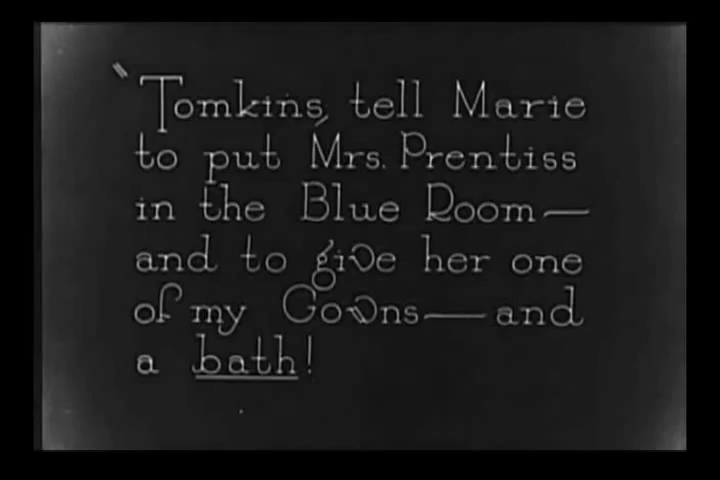 "Tomkins, tell Marie
to put Mrs. Prentiss
in the Blue Room—
and to give her one
of my Gowns—and
a bath!